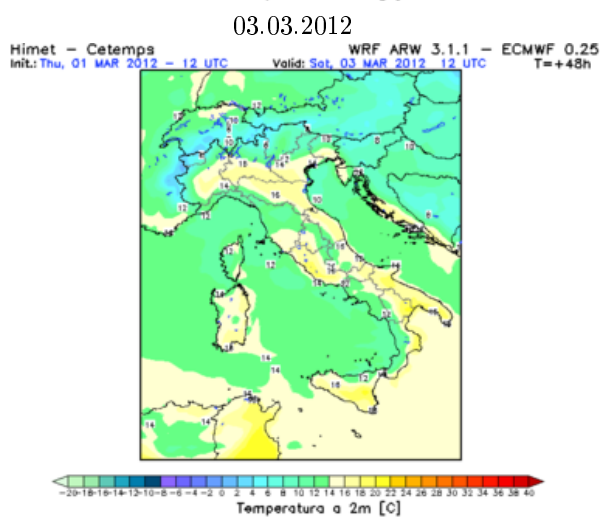 03.03.2012
Himet – Cetemps WRF ARW 3.1.1 – ECMWF 0.25
Init.: Thu, 01 MAR 2012 – 12 UTC Valid: Sat, 03 MAR 2012 12 UTC T=+48h
-20-18-16-14-12-10-8 -6 -4 -2 0 2 4 6 8 10 12 14 16 18 20 22 24 26 28 30 32 34 36 38 40
Temperatura a 2m [C]